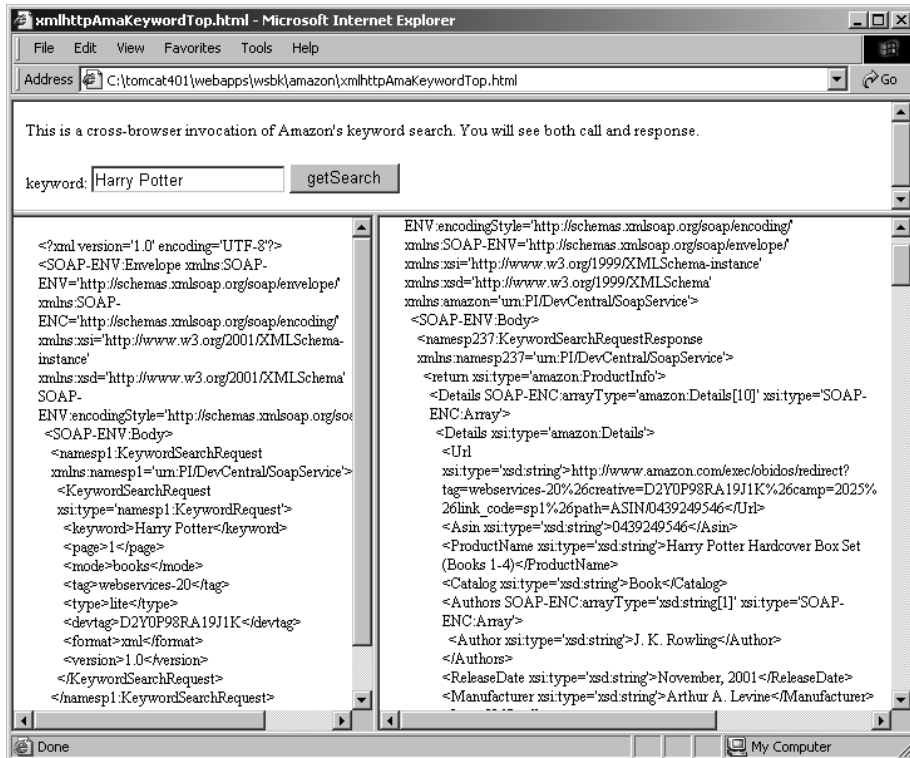 xmlhttpAmaKeywordTop.html - Microsoft Internet Explorer
File Edit View Favorites Tools Help
Address C:\tomcat401\webapps\wsbk\amazon\xmlhttpAmaKeywordTop.html Go
This is a cross-browser invocation of Amazon's keyword search. You will see both call and response.
keyword: Harry Potter getSearch
<?xml version='1.0' encoding='UTF-8'?>
<SOAP-ENV:Envelope xmlns:SOAP-
ENV='http://schemas.xmlsoap.org/soap/envelope/'
xmlns:SOAP-
ENC='http://schemas.xmlsoap.org/soap/encoding/'
xmlns:xsi='http://www.w3.org/2001/XMLSchema-
instance'
xmlns:xsd='http://www.w3.org/2001/XMLSchema'
SOAP-
ENV:encodingStyle='http://schemas.xmlsoap.org/soa
<SOAP-ENV:Body>
<namesp1:KeywordSearchRequest
xmlns:namesp1='urn:PI/DevCentral/SoapService'>
<KeywordSearchRequest
xsi:type='namesp1:KeywordRequest'>
<keyword>Harry Potter</keyword>
<page>1</page>
<mode>books</mode>
<tag>webservices-20</tag>
<type>lite</type>
<devtag>D2Y0P98RA19J1K</devtag>
<format>xml</format>
<version>1.0</version>
</KeywordSearchRequest>
</namesp1:KeywordSearchRequest>
ENV:encodingStyle='http://schemas.xmlsoap.org/soap/encoding/'
xmlns:SOAP-ENV='http://schemas.xmlsoap.org/soap/envelope/'
xmlns:xsi='http://www.w3.org/1999/XMLSchema-instance'
xmlns:xsd='http://www.w3.org/1999/XMLSchema'
xmlns:amazon='urn:PI/DevCentral/SoapService'>
<SOAP-ENV:Body>
<namesp237:KeywordSearchRequestResponse
xmlns:namesp237='urn:PI/DevCentral/SoapService'>
<return xsi:type='amazon:ProductInfo'>
<Details SOAP-ENC:arrayType='amazon:Details[10]' xsi:type='SOAP-
ENC:Array'>
<Details xsi:type='amazon:Details'>
<Url
xsi:type='xsd:string'>http://www.amazon.com/exec/obidos/redirect?
tag=webservices-20%26creative=D2Y0P98RA19J1K%26camp=2025%
26link_code=sp1%26path=ASIN/0439249546</Url>
<Asin xsi:type='xsd:string'>0439249546</Asin>
<ProductName xsi:type='xsd:string'>Harry Potter Hardcover Box Set
(Books 1-4)</ProductName>
<Catalog xsi:type='xsd:string'>Book</Catalog>
<Authors SOAP-ENC:arrayType='xsd:string[1]' xsi:type='SOAP-
ENC:Array'>
<Author xsi:type='xsd:string'>J. K. Rowling</Author>
</Authors>
<ReleaseDate xsi:type='xsd:string'>November, 2001</ReleaseDate>
<Manufacturer xsi:type='xsd:string'>Arthur A. Levine</Manufacturer>
Done
My Computer